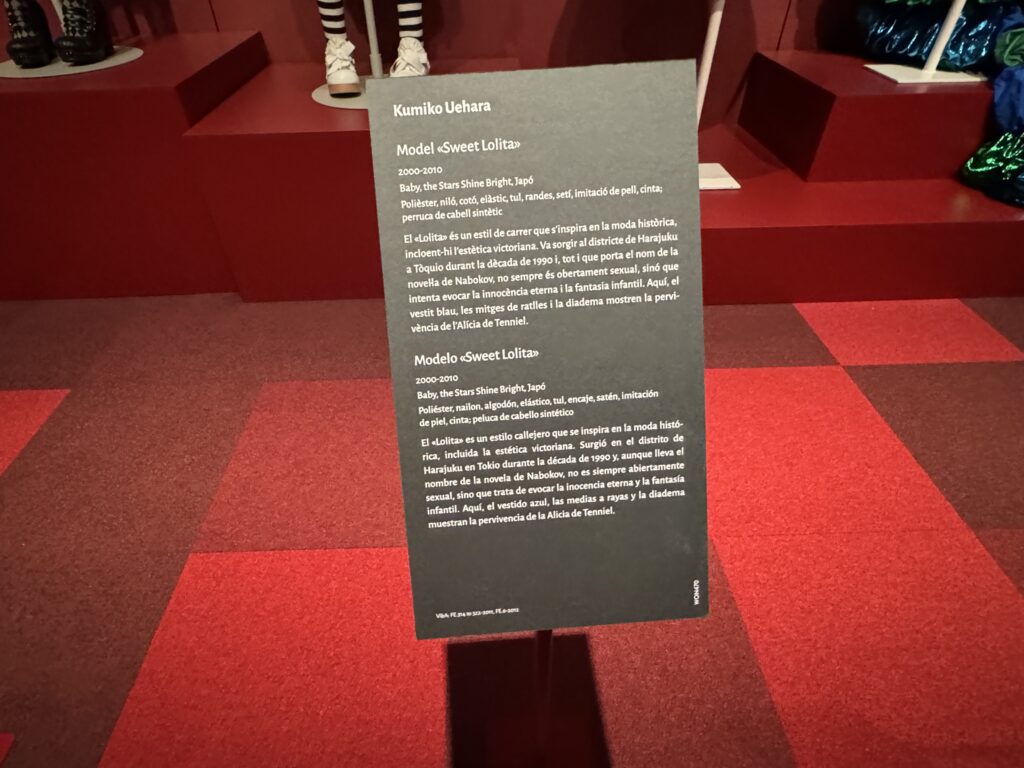 Kumiko Uehara
Model «Sweet Lolita»
2000-2010
Baby, the Stars Shine Bright, Japó
Polièster, niló, cotó, elàstic, tul, randes, setí, imitació de pell, cinta;
perruca de cabell sintètic
El «Lolita» és un estil de carrer que s'inspira en la moda històrica,
incloent-hi l'estètica victoriana. Va sorgir al districte de Harajuku
a Tòquio durant la dècada de 1990 i, tot i que porta el nom de la
novel·la de Nabokov, no sempre és obertament sexual, sinó que
intenta evocar la innocència eterna i la fantasia infantil. Aquí, el
vestit blau, les mitges de ratlles i la diadema mostren la pervi-
vència de l'Alícia de Tenniel.
Modelo «Sweet Lolita»
2000-2010
Baby, the Stars Shine Bright, Japó
Poliéster, nailon, algodón, elástico, tul, encaje, satén, imitación
de piel, cinta; peluca de cabello sintético
El «Lolita» es un estilo callejero que se inspira en la moda histó-
rica, incluida la estética victoriana. Surgió en el distrito de
Harajuku en Tokio durante la década de 1990 y, aunque lleva el
nombre de la novela de Nabokov, no es siempre abiertamente
sexual, sino que trata de evocar la inocencia eterna y la fantasía
infantil. Aquí, el vestido azul, las medias a rayas y la diadema
muestran la pervivencia de la Alicia de Tenniel.
V&A: PE.314 to 322-2011, PE.6-2012